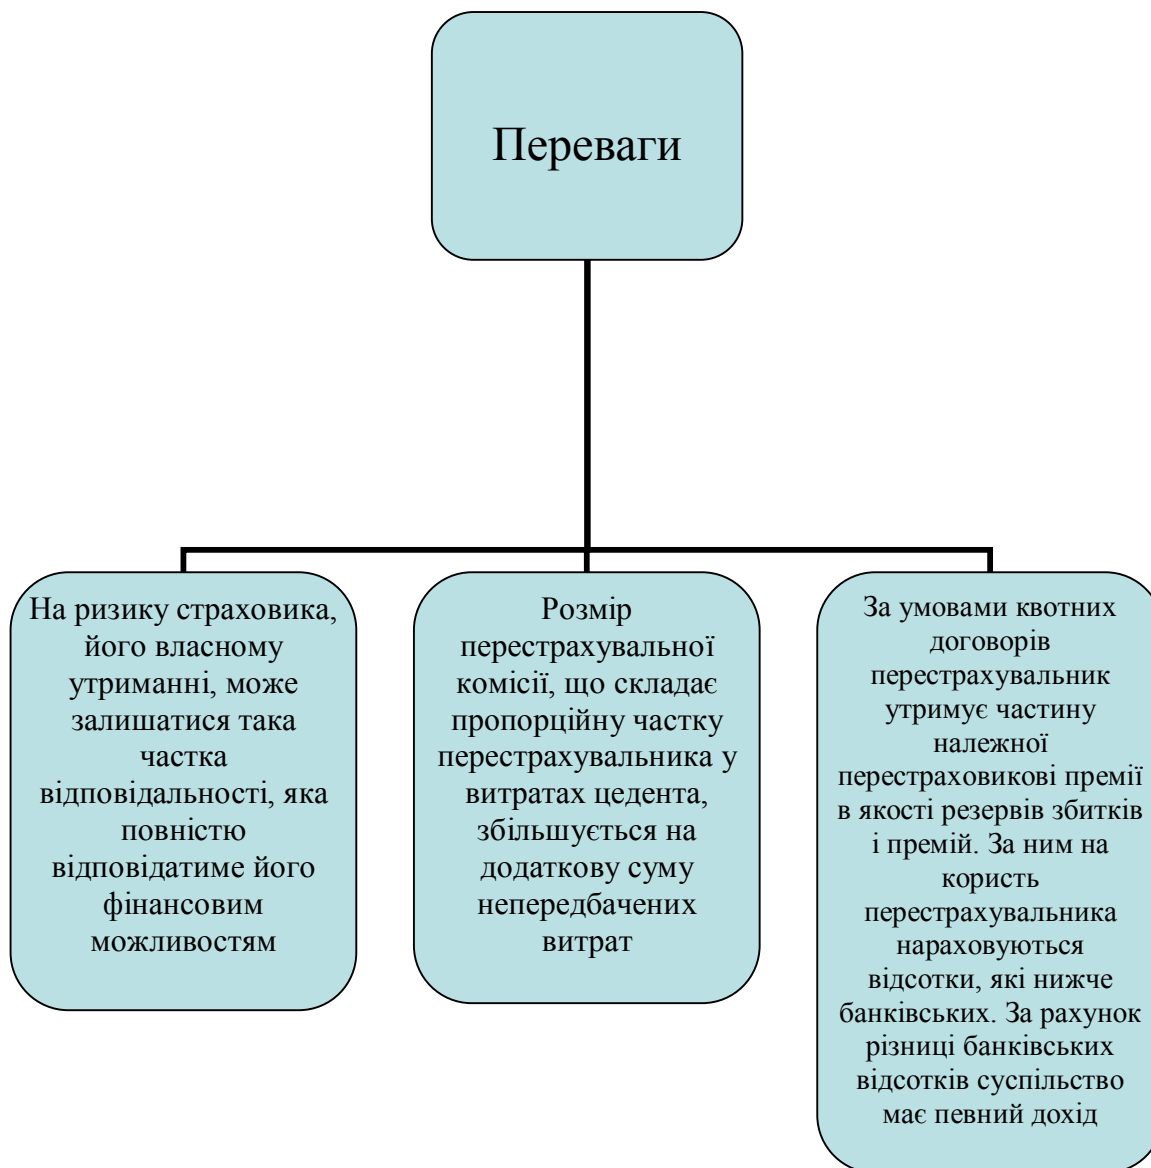 Переваги
На ризику страховика,
його власному
утриманні, може
залишатися така
частка
відповідальності, яка
повністю
відповідатиме його
фінансовим
можливостям
Розмір
перестрахувальної
комісії, що складає
пропорційну частку
перестрахувальника у
витратах цедента,
збільшується на
додаткову суму
непередбачених
витрат
За умовами квотних
договорів
перестрахувальник
утримує частину
належної
перестраховикові премії
в якості резервів збитків
і премій. За ним на
користь
перестрахувальника
нараховуються
відсотки, які нижче
банківських. За рахунок
різниці банківських
відсотків суспільство
має певний дохід